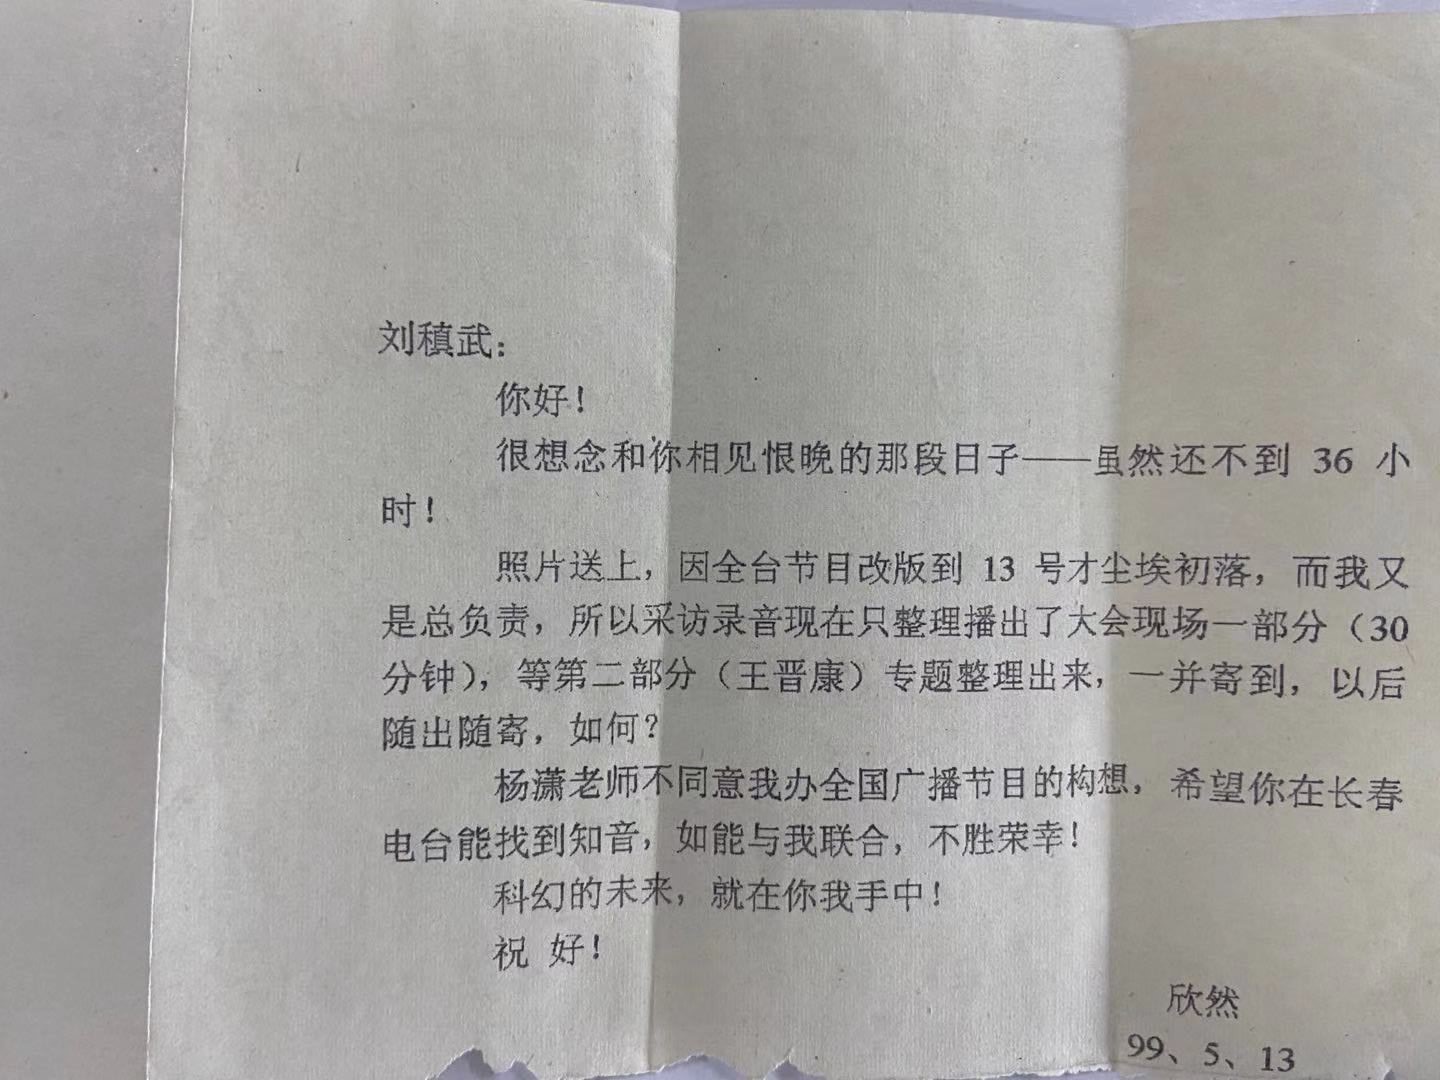 刘稹武：
你好！
很想念和你相见恨晚的那段日子——虽然还不到 36 小
时！
照片送上，因全台节目改版到 13 号才尘埃初落，而我又
是总负责，所以采访录音现在只整理播出了大会现场一部分（30
分钟），等第二部分（王晋康）专题整理出来，一并寄到，以后
随出随寄，如何？
杨潇老师不同意我办全国广播节目的构想，希望你在长春
电台能找到知音，如能与我联合，不胜荣幸！
科幻的未来，就在你我手中！
祝 好！
欣然
99、5、13